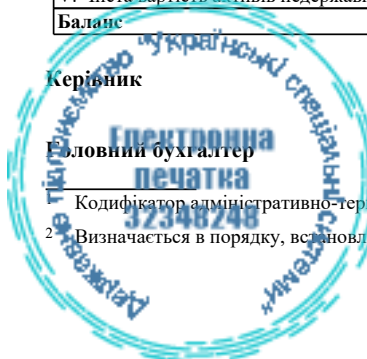 Баланс
Керівник
Головний бухгалтер
Державне підприємство "Українські спеціальні системи"
Електронна
печатка
32348248
Кодифікатор адміністративно-тер
2 Визначається в порядку, встановл